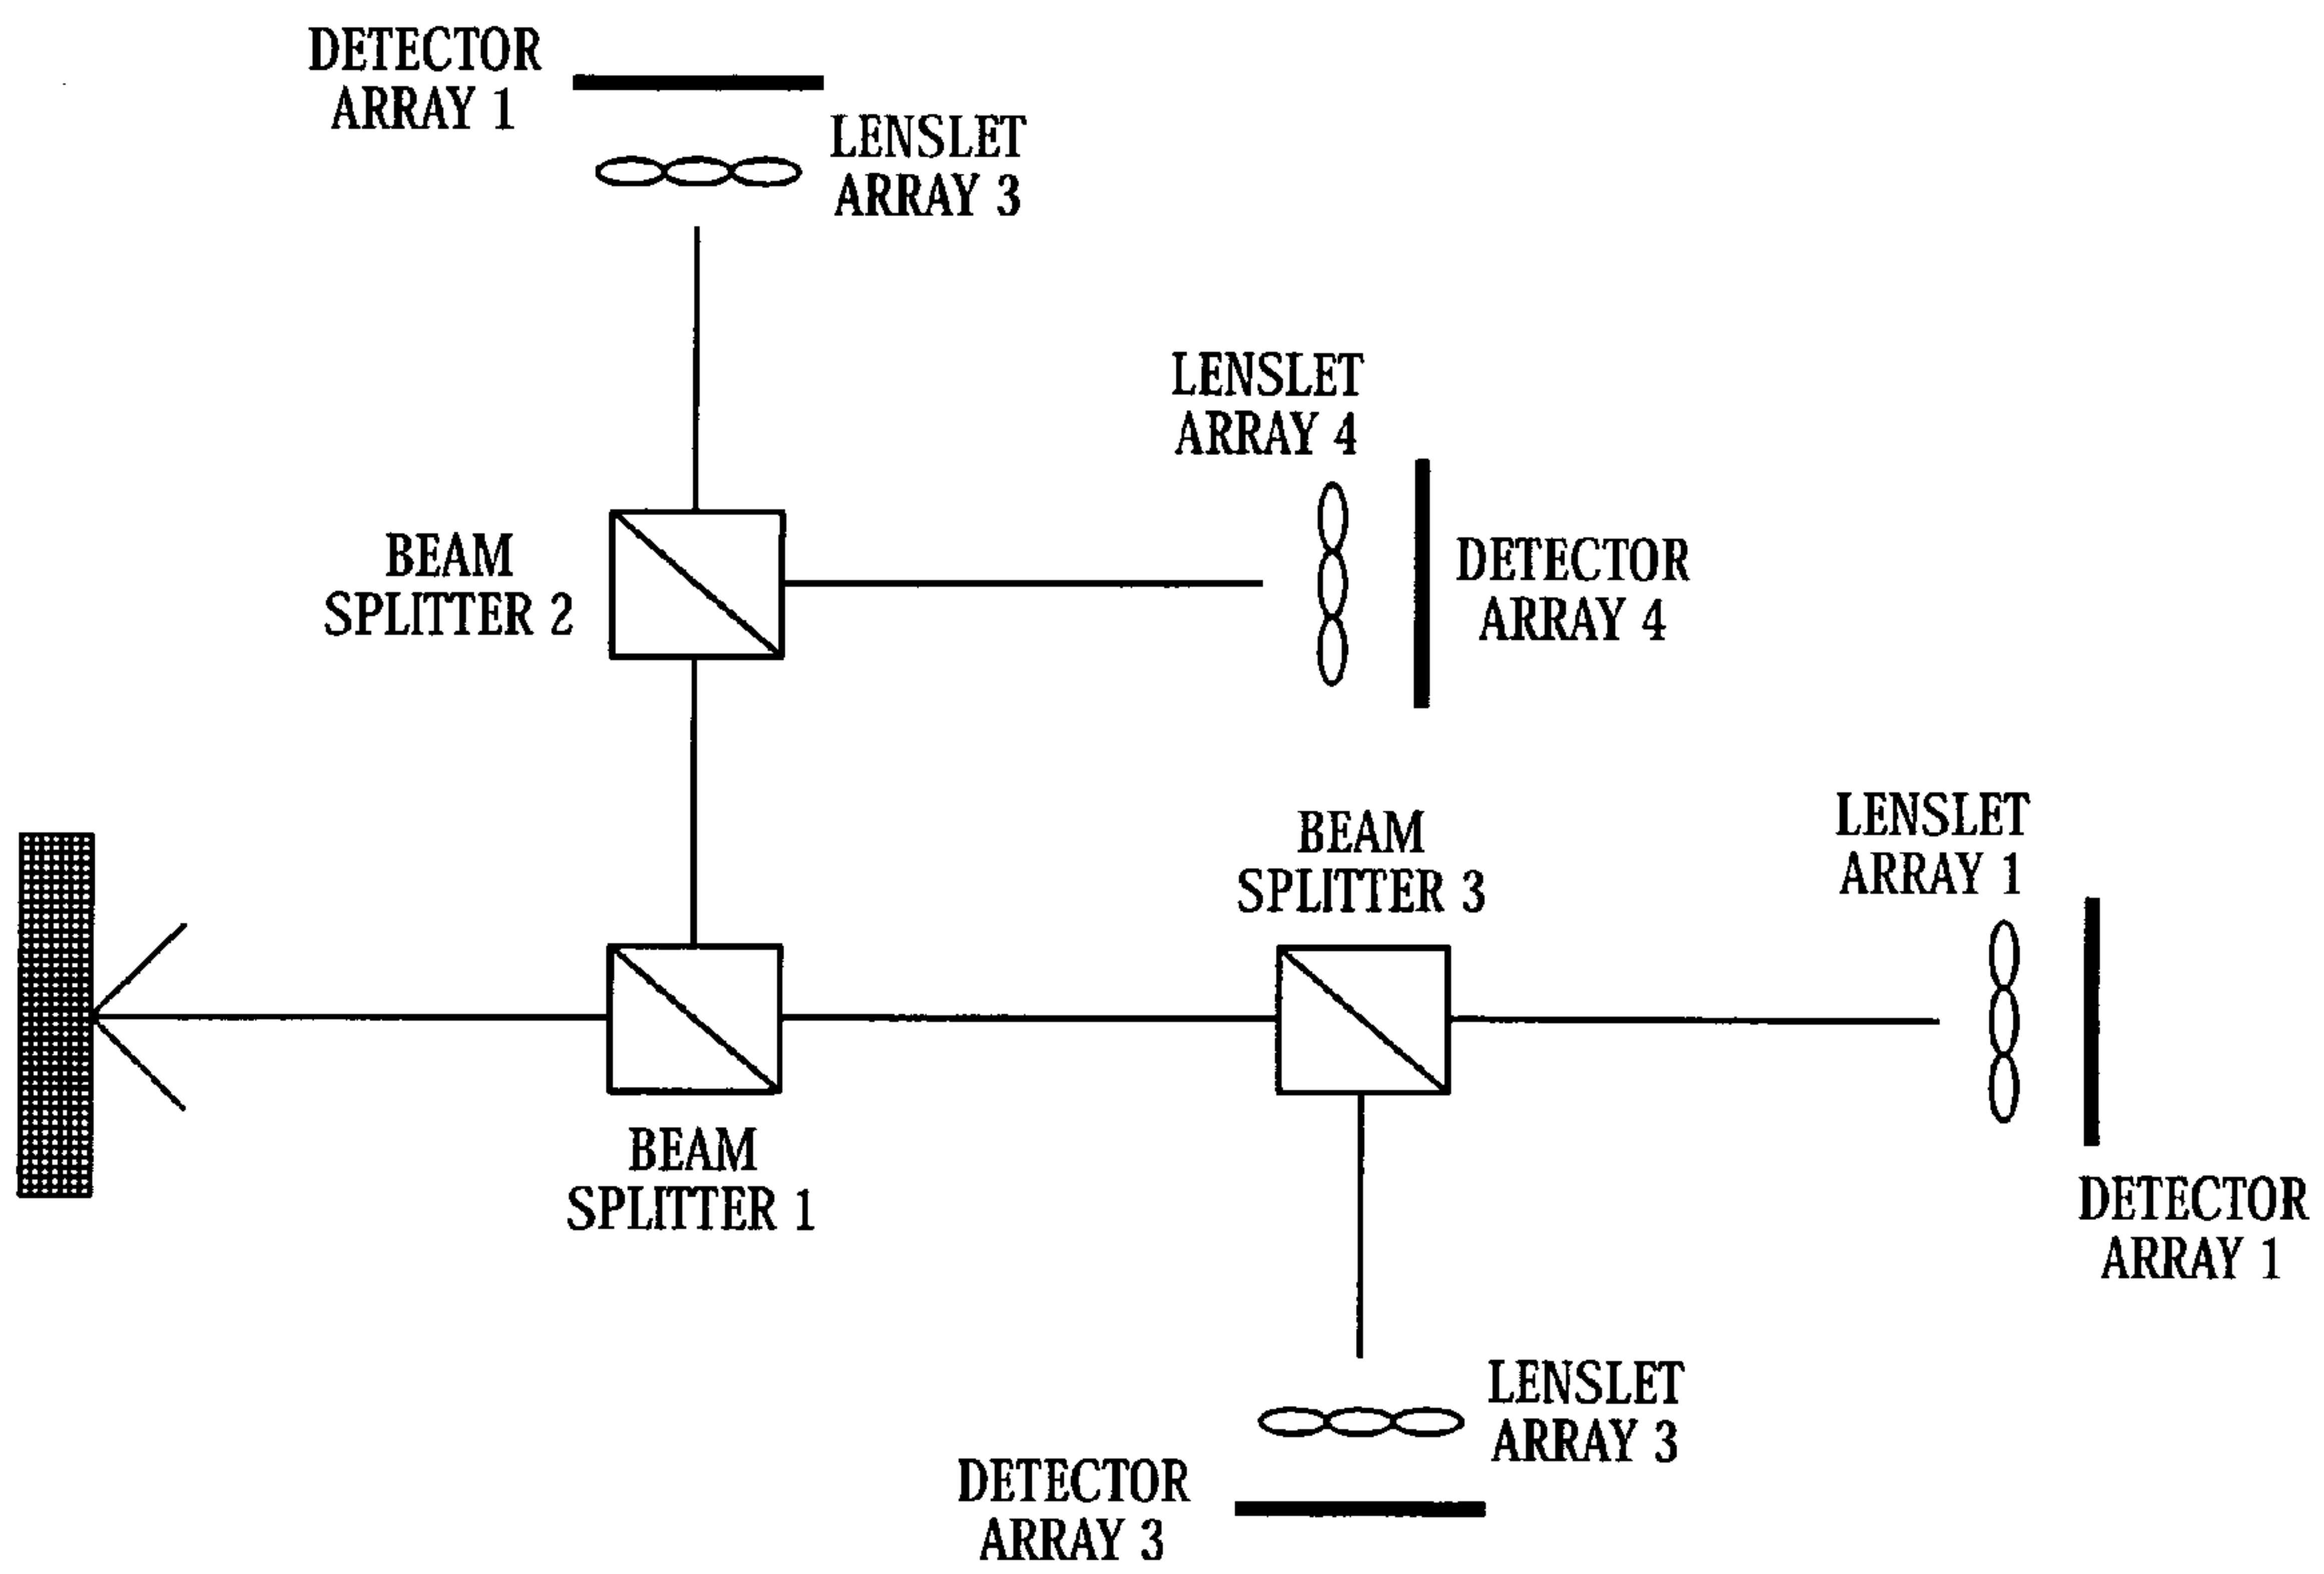 DETECTOR
ARRAY 1
LENSLET
ARRAY 3
LENSLET
ARRAY 4
BEAM
SPLITTER 2
DETECTOR
ARRAY 4
LENSLET
ARRAY 1
BEAM
SPLITTER 3
BEAM
SPLITTER 1
DETECTOR
ARRAY 1
LENSLET
ARRAY 3
DETECTOR
ARRAY 3